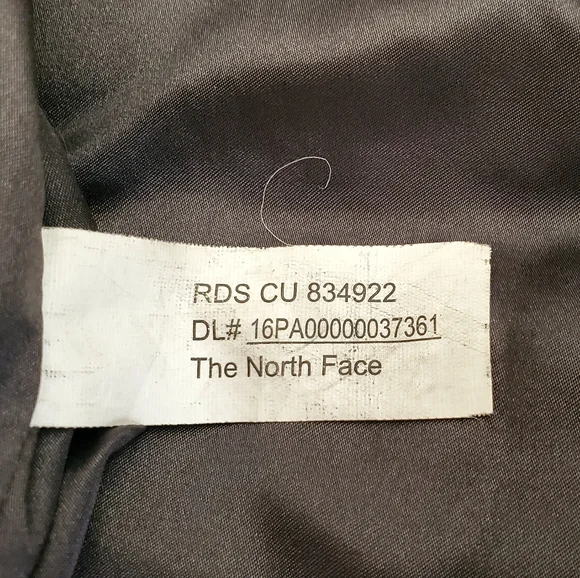 RDS CU 834922
DL# 16PA00000037361
The North Face